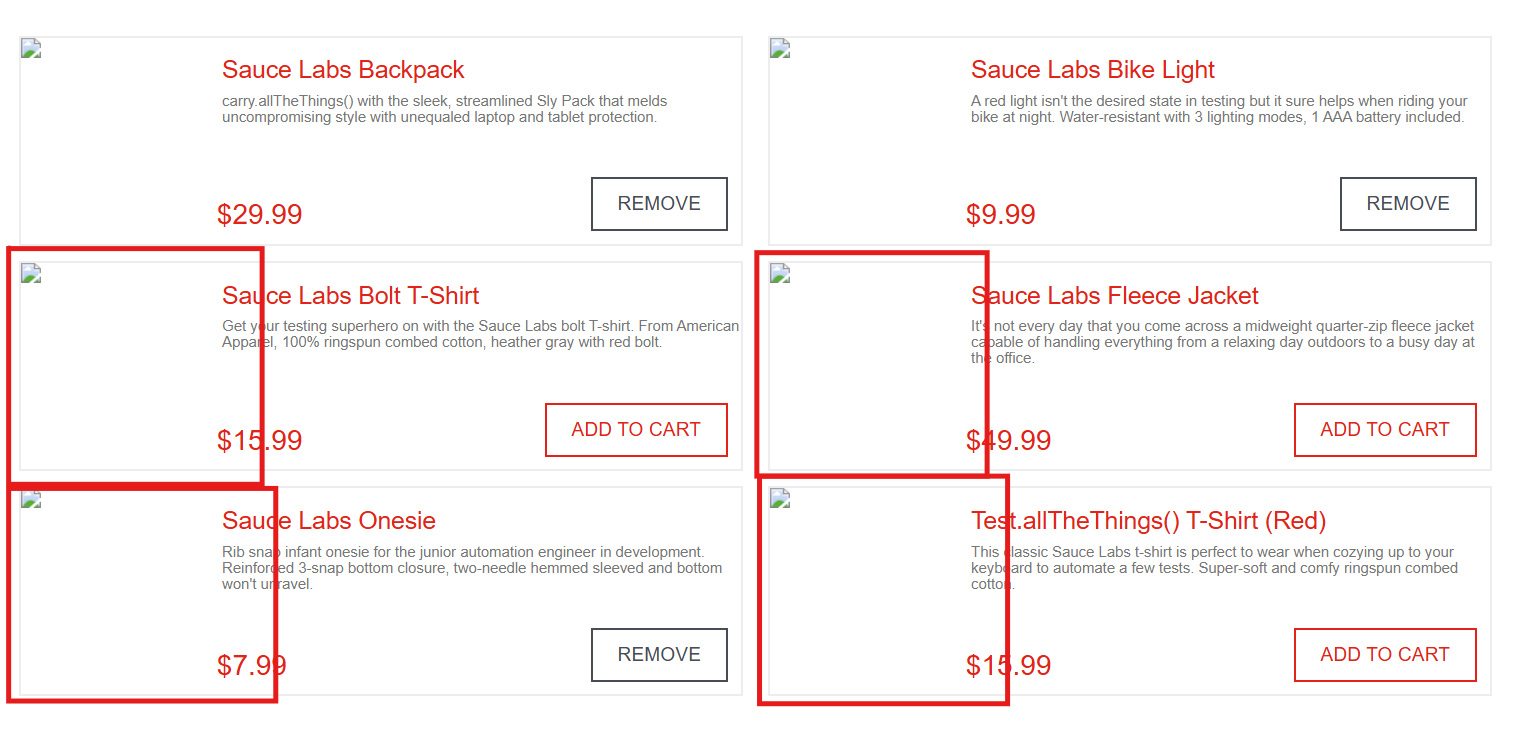 Sauce Labs Backpack
carry.allTheThings() with the sleek, streamlined Sly Pack that melds
uncompromising style with unequaled laptop and tablet protection.
$29.99
REMOVE
Sauce Labs Bike Light
A red light isn't the desired state in testing but it sure helps when riding your
bike at night. Water-resistant with 3 lighting modes, 1 AAA battery included.
$9.99
REMOVE
Sauce Labs Bolt T-Shirt
Get your testing superhero on with the Sauce Labs bolt T-shirt. From American
Apparel, 100% ringspun combed cotton, heather gray with red bolt.
$15.99
ADD TO CART
Sauce Labs Fleece Jacket
It's not every day that you come across a midweight quarter-zip fleece jacket
capable of handling everything from a relaxing day outdoors to a busy day at
the office.
$49.99
ADD TO CART
Sauce Labs Onesie
Rib snap infant onesie for the junior automation engineer in development.
Reinforced 3-snap bottom closure, two-needle hemmed sleeved and bottom
won't unravel.
$7.99
REMOVE
Test.allTheThings() T-Shirt (Red)
This classic Sauce Labs t-shirt is perfect to wear when cozying up to your
keyboard to automate a few tests. Super-soft and comfy ringspun combed
cotton.
$15.99
ADD TO CART